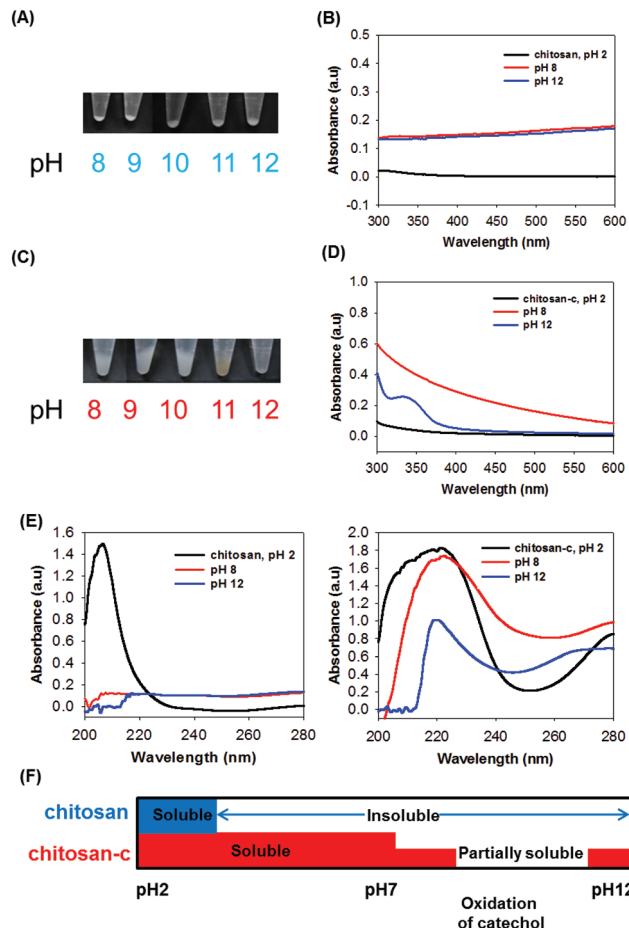 (A)
pH 8 9 10 11 12
(B)
Absorbance (a.u)
0.5
0.4
0.3
0.2
0.1
0.0
-0.1
chitosan, pH 2
pH 8
pH 12
300 350 400 450 500 550 600
Wavelength (nm)
(C)
pH 8 9 10 11 12
(D)
Absorbance (a.u)
1.0
0.8
0.6
0.4
0.2
0.0
chitosan-c, pH 2
pH 8
pH 12
300 350 400 450 500 550 600
Wavelength (nm)
(E)
Absorbance (a.u)
1.6
1.4
1.2
1.0
0.8
0.6
0.4
0.2
0.0
chitosan, pH 2
pH 8
pH 12
200 220 240 260 280
Wavelength (nm)
Absorbance (a.u)
2.0
1.8
1.6
1.4
1.2
1.0
0.8
0.6
0.4
0.2
0.0
chitosan-c, pH 2
pH 8
pH 12
200 220 240 260 280
Wavelength (nm)
(F)
chitosan Soluble Insoluble
chitosan-c Soluble Partially soluble
pH2 pH7 pH12
Oxidation
of catechol